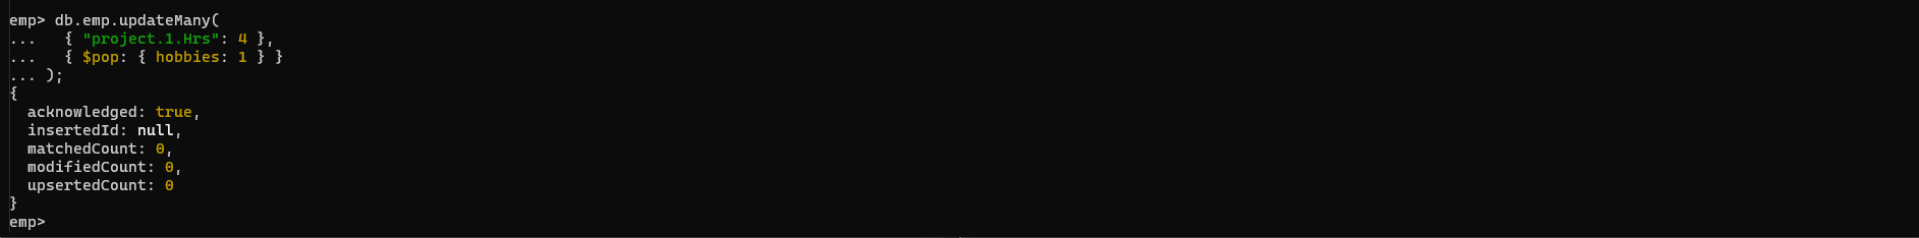 emp> db.emp.updateMany(
...   { "project.1.Hrs": 4 },
...   { $pop: { hobbies: 1 } }
... );
{
  acknowledged: true,
  insertedId: null,
  matchedCount: 0,
  modifiedCount: 0,
  upsertedCount: 0
}
emp>